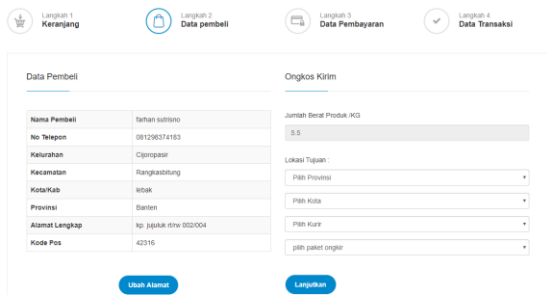 Langkah 1
Keranjang
Langkah 2
Data pembeli
Langkah 3
Data Pembayaran
Langkah 4
Data Transaksi
Data Pembeli
Nama Pembeli farhan sutrisno
No Telepon 081298374183
Kelurahan Cijoropasir
Kecamatan Rangkasbitung
Kota/Kab lebak
Provinsi Banten
Alamat Lengkap kp. jujuluk rt/rw 002/004
Kode Pos 42316
Ubah Alamat
Ongkos Kirim
Jumlah Berat Produk /KG
5.5
Lokasi Tujuan :
Pilih Provinsi
Pilih Kota
Pilih Kurir
pilih paket ongkir
Lanjutkan